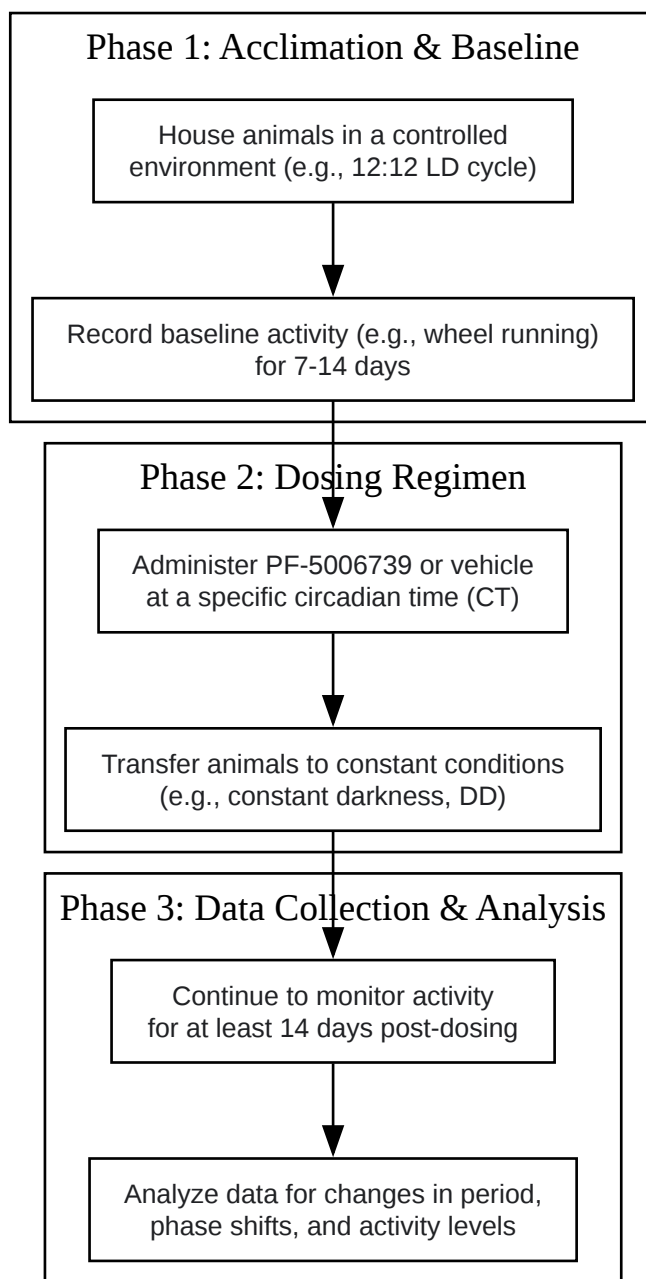 Phase 1: Acclimation & Baseline
House animals in a controlled
environment (e.g., 12:12 LD cycle)
Record baseline activity (e.g., wheel running)
for 7-14 days
Phase 2: Dosing Regimen
Administer PF-5006739 or vehicle
at a specific circadian time (CT)
Transfer animals to constant conditions
(e.g., constant darkness, DD)
Phase 3: Data Collection & Analysis
Continue to monitor activity
for at least 14 days post-dosing
Analyze data for changes in period,
phase shifts, and activity levels